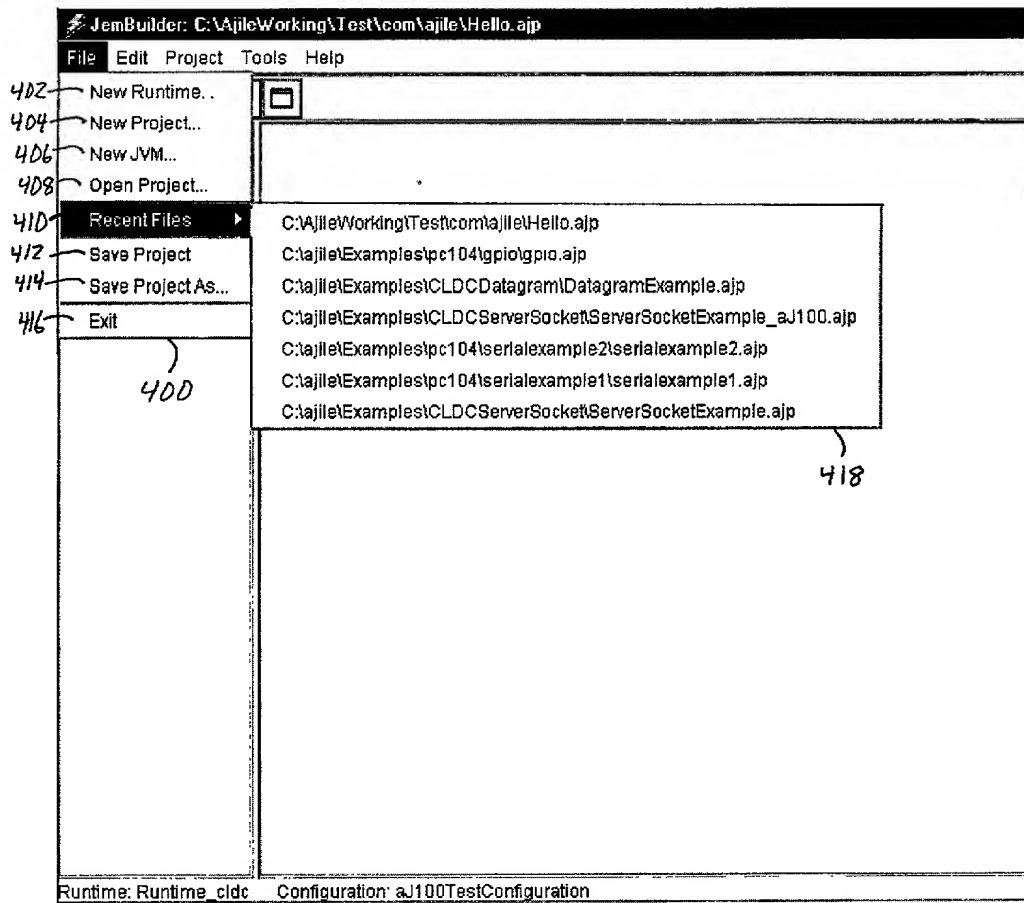 JemBuilder: C:\AjileWorking\Test\com\ajile\Hello.ajp
File Edit Project Tools Help
402 New Runtime..
404 New Project...
406 New JVM...
408 Open Project...
410 Recent Files
C:\AjileWorking\Test\com\ajile\Hello.ajp
412 Save Project
C:\ajile\Examples\pc104\gpio\gpio.ajp
414 Save Project As...
C:\ajile\Examples\CLDCDatagram\DatagramExample.ajp
416 Exit
C:\ajile\Examples\CLDCServerSocket\ServerSocketExample_aJ100.ajp
C:\ajile\Examples\pc104\serialexample2\serialexample2.ajp
400
C:\ajile\Examples\pc104\serialexample1\serialexample1.ajp
C:\ajile\Examples\CLDCServerSocket\ServerSocketExample.ajp
418
Runtime: Runtime_cldc Configuration: aJ100TestConfiguration